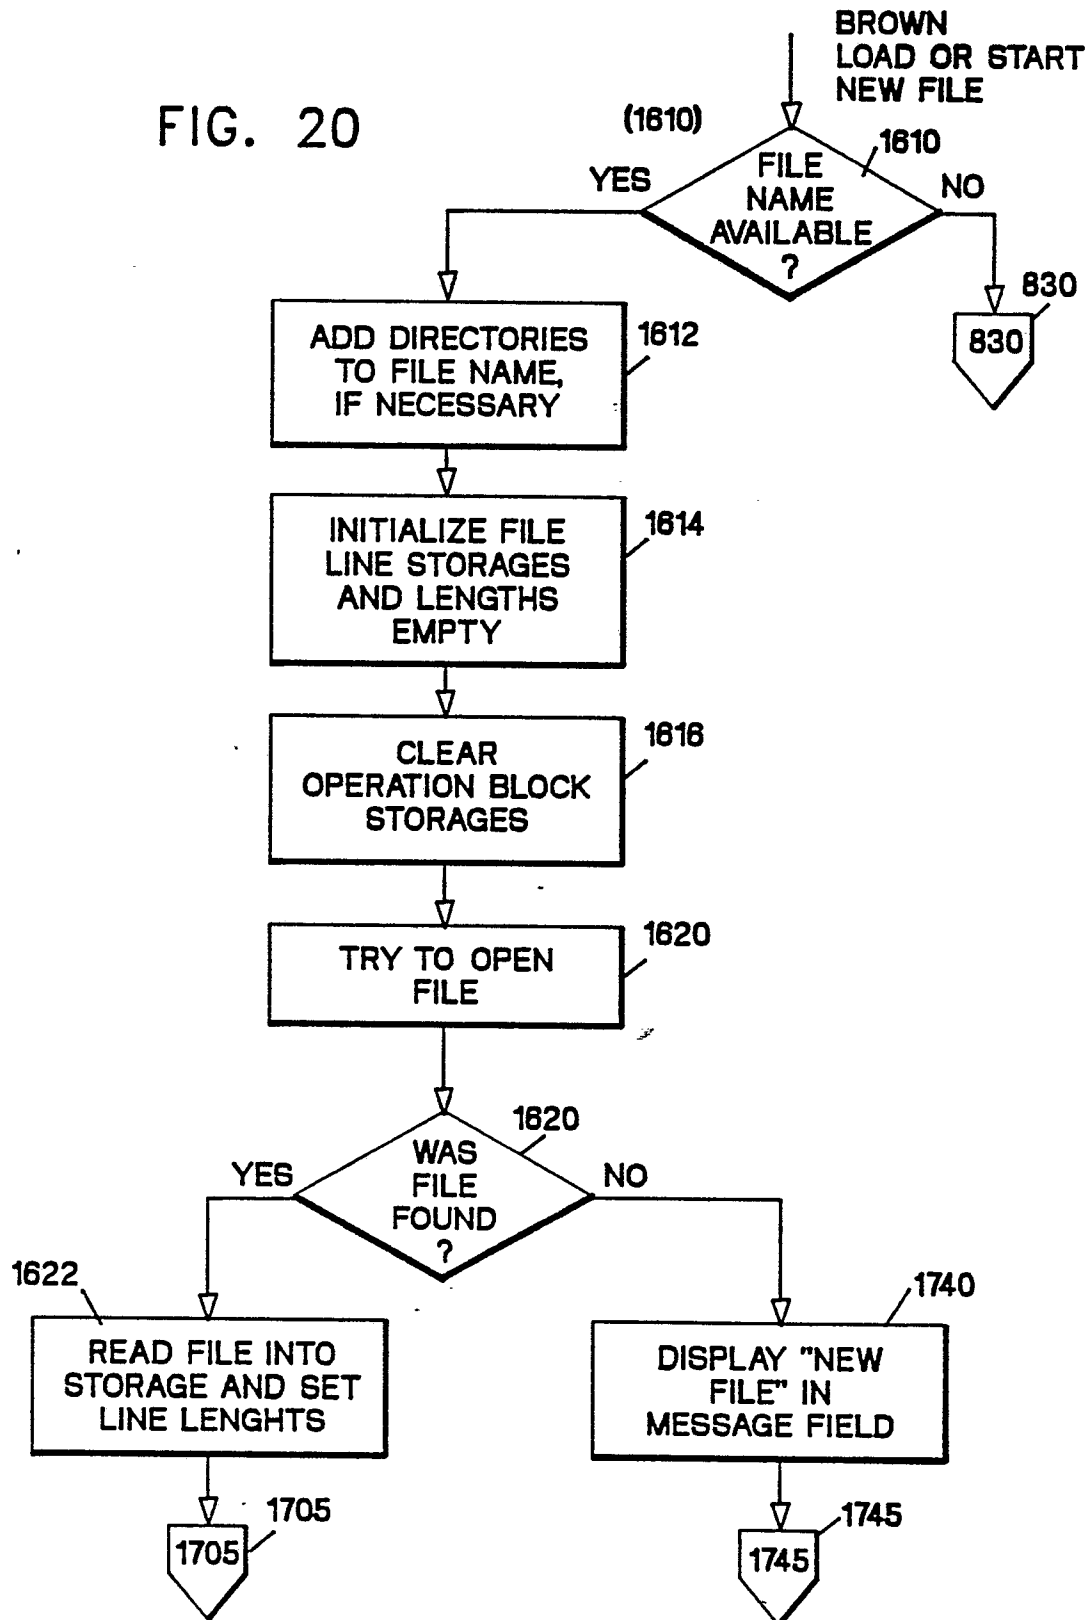 BROWN
LOAD OR START
NEW FILE
FIG. 20
(1610)
1610
YES
FILE
NAME
AVAILABLE
?
NO
830
830
ADD DIRECTORIES
TO FILE NAME,
IF NECESSARY
1612
INITIALIZE FILE
LINE STORAGES
AND LENGTHS
EMPTY
1614
CLEAR
OPERATION BLOCK
STORAGES
1616
TRY TO OPEN
FILE
1620
1620
YES
WAS
FILE
FOUND
?
NO
1622
READ FILE INTO
STORAGE AND SET
LINE LENGHTS
1740
DISPLAY "NEW
FILE" IN
MESSAGE FIELD
1705
1705
1745
1745